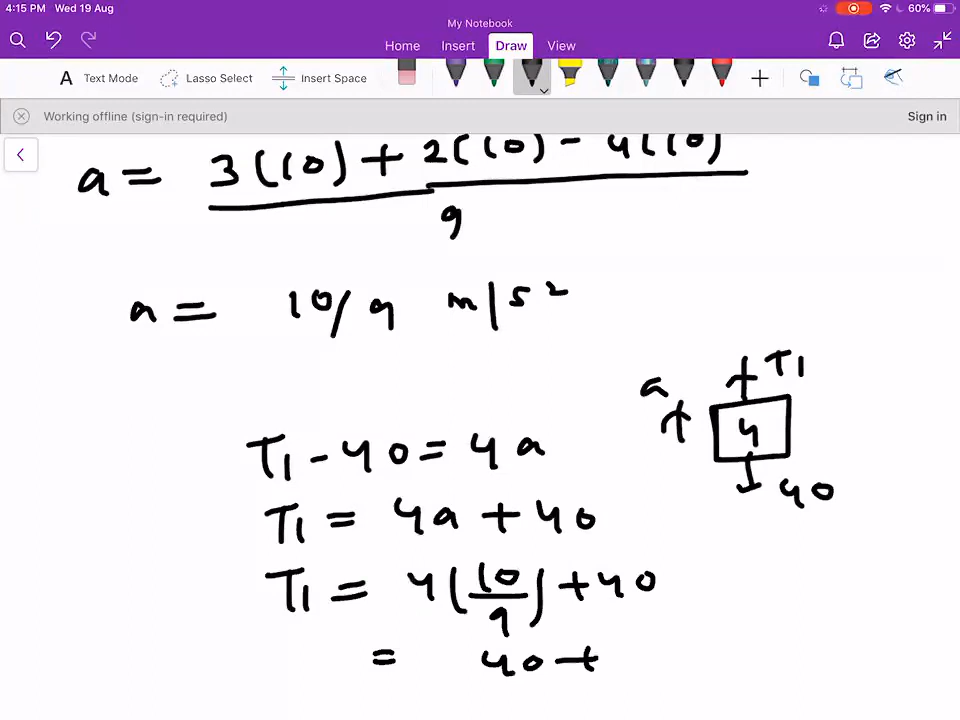 4:15 PM Wed 19 Aug
60%
My Notebook
Home Insert Draw View
A Text Mode Lasso Select Insert Space
Working offline (sign-in required) Sign in
a = 3(10) + 2(10) - 4(10)
9
a = 10/9 m/s²
T1
a
4
40
T1 - 40 = 4a
T1 = 4a + 40
T1 = 4(10/9) + 40
= 40 +